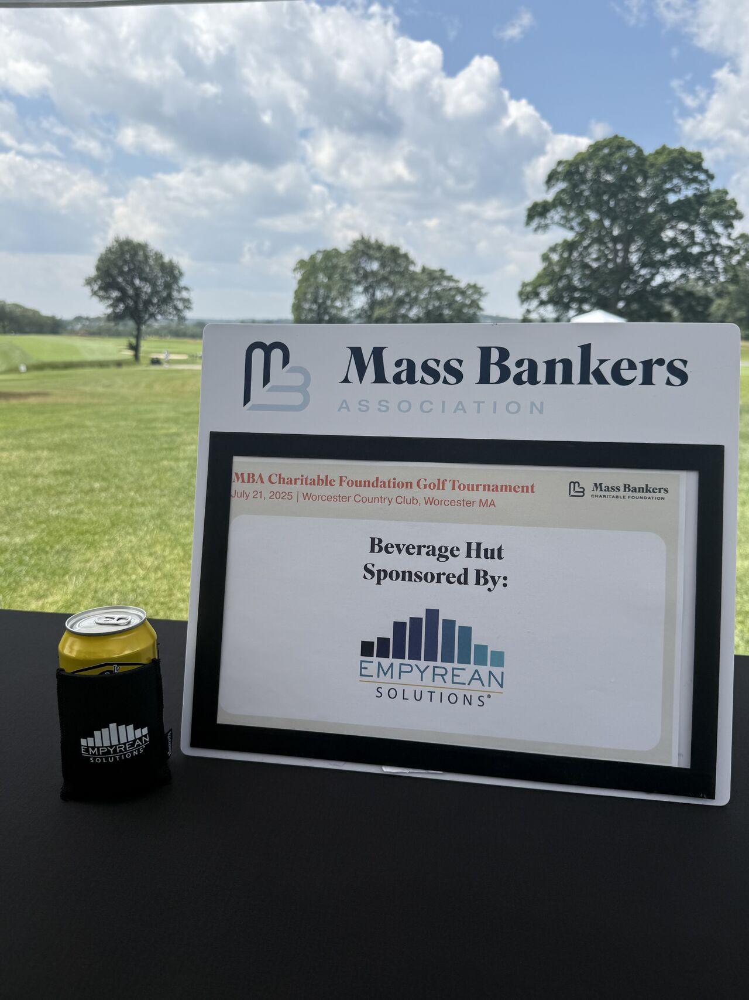 Mass Bankers
ASSOCIATION
MBA Charitable Foundation Golf Tournament
July 21, 2025 | Worcester Country Club, Worcester MA
Mass Bankers
CHARITABLE FOUNDATION
Beverage Hut
Sponsored By:
EMPYREAN
SOLUTIONS®
EMPYREAN
SOLUTIONS®